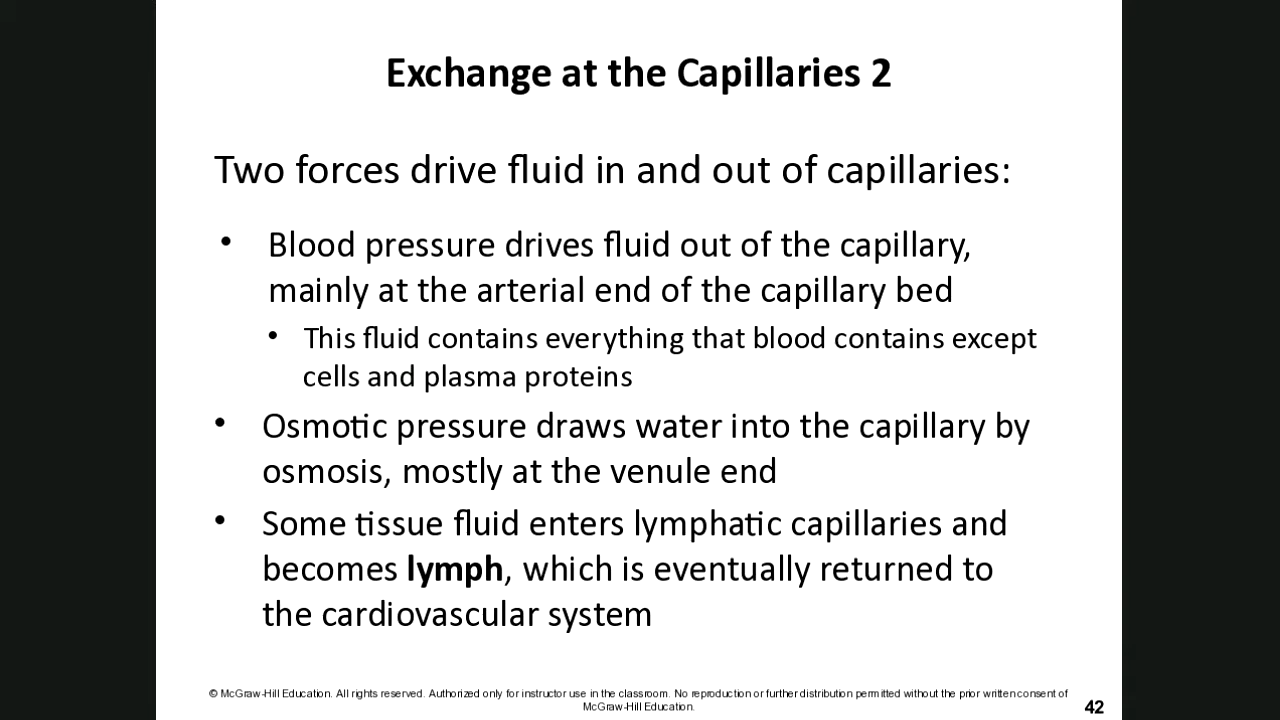 Exchange at the Capillaries 2
Two forces drive fluid in and out of capillaries:
• Blood pressure drives fluid out of the capillary,
mainly at the arterial end of the capillary bed
• This fluid contains everything that blood contains except
cells and plasma proteins
• Osmotic pressure draws water into the capillary by
osmosis, mostly at the venule end
• Some tissue fluid enters lymphatic capillaries and
becomes lymph, which is eventually returned to
the cardiovascular system
© McGraw-Hill Education. All rights reserved. Authorized only for instructor use in the classroom. No reproduction or further distribution permitted without the prior written consent of
McGraw-Hill Education.
42